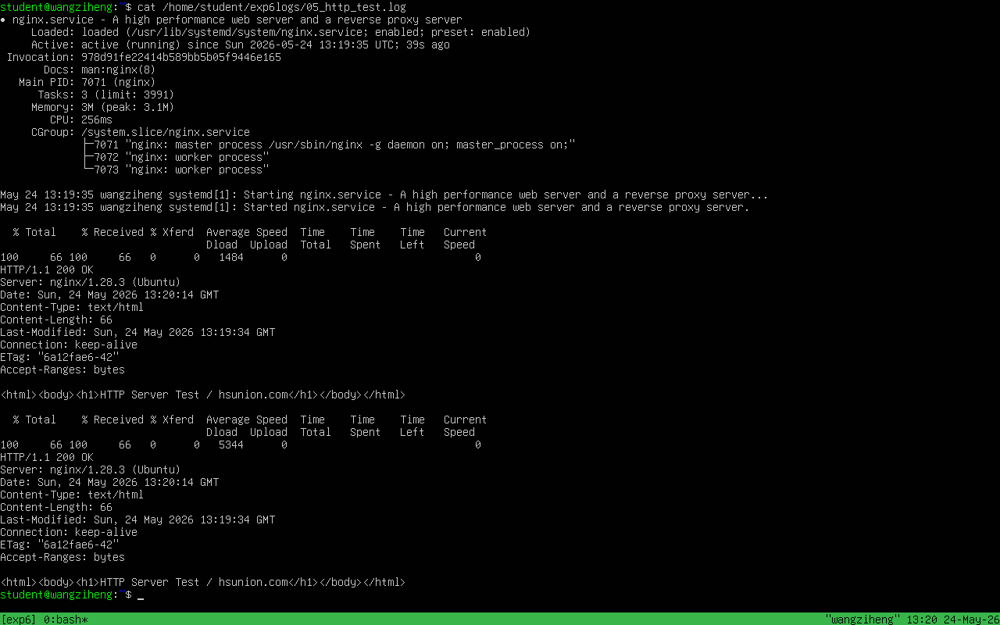 student@wangziheng:~$ cat /home/student/exp6logs/05_http_test.log
● nginx.service - A high performance web server and a reverse proxy server
     Loaded: loaded (/usr/lib/systemd/system/nginx.service; enabled; preset: enabled)
     Active: active (running) since Sun 2026-05-24 13:19:35 UTC; 39s ago
 Invocation: 978d91fe22414b589bb5b05f9446e165
       Docs: man:nginx(8)
   Main PID: 7071 (nginx)
      Tasks: 3 (limit: 3991)
     Memory: 3M (peak: 3.1M)
        CPU: 256ms
     CGroup: /system.slice/nginx.service
             ├─7071 "nginx: master process /usr/sbin/nginx -g daemon on; master_process on;"
             ├─7072 "nginx: worker process"
             └─7073 "nginx: worker process"

May 24 13:19:35 wangziheng systemd[1]: Starting nginx.service - A high performance web server and a reverse proxy server...
May 24 13:19:35 wangziheng systemd[1]: Started nginx.service - A high performance web server and a reverse proxy server.

  % Total    % Received % Xferd  Average Speed  Time    Time    Time   Current
                                 Dload  Upload  Total   Spent   Left   Speed
100     66 100     66   0      0   1484      0                              0
HTTP/1.1 200 OK
Server: nginx/1.28.3 (Ubuntu)
Date: Sun, 24 May 2026 13:20:14 GMT
Content-Type: text/html
Content-Length: 66
Last-Modified: Sun, 24 May 2026 13:19:34 GMT
Connection: keep-alive
ETag: "6a12fae6-42"
Accept-Ranges: bytes

<html><body><h1>HTTP Server Test / hsunion.com</h1></body></html>

  % Total    % Received % Xferd  Average Speed  Time    Time    Time   Current
                                 Dload  Upload  Total   Spent   Left   Speed
100     66 100     66   0      0   5344      0                              0
HTTP/1.1 200 OK
Server: nginx/1.28.3 (Ubuntu)
Date: Sun, 24 May 2026 13:20:14 GMT
Content-Type: text/html
Content-Length: 66
Last-Modified: Sun, 24 May 2026 13:19:34 GMT
Connection: keep-alive
ETag: "6a12fae6-42"
Accept-Ranges: bytes

<html><body><h1>HTTP Server Test / hsunion.com</h1></body></html>
student@wangziheng:~$ _
[exp6] 0:bash* "wangziheng" 13:20 24-May-26